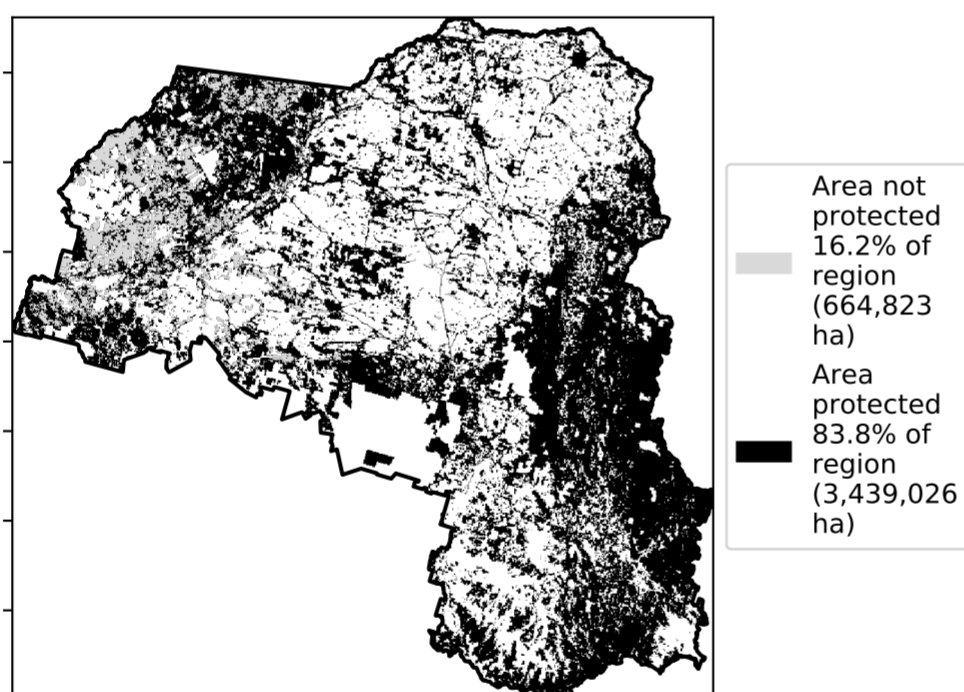 Area not
protected
16.2% of
region
(664,823
ha)
Area
protected
83.8% of
region
(3,439,026
ha)